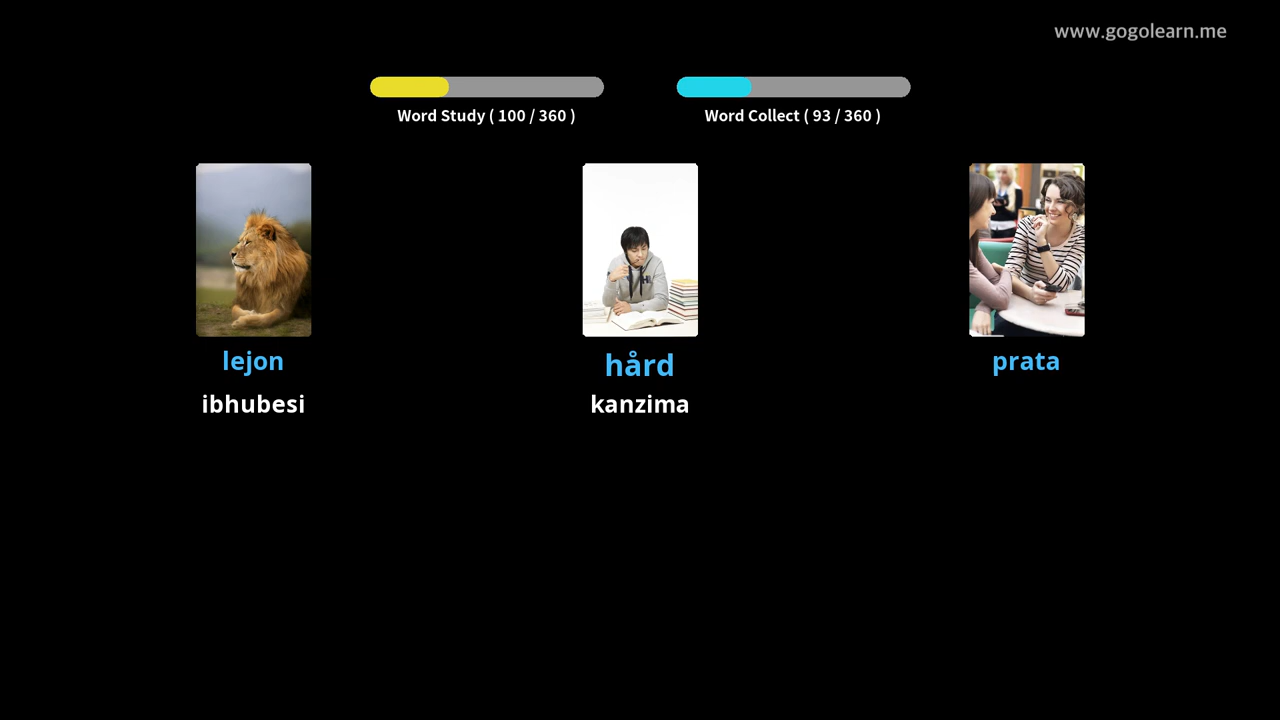 www.gogolearn.me
Word Study ( 100 / 360 )
Word Collect ( 93 / 360 )
lejon
hård
prata
ibhubesi
kanzima